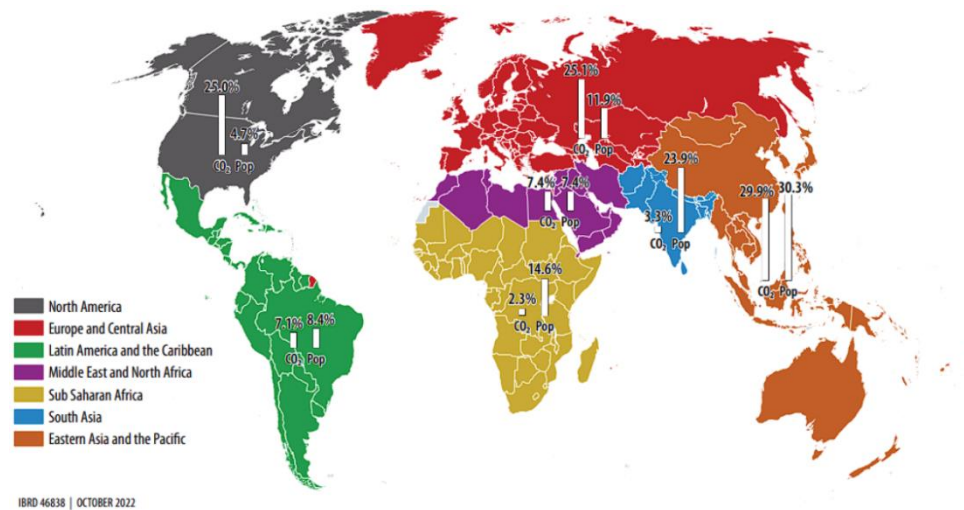 25.0%
4.7%
CO₂ Pop
25.1%
11.9%
CO₂ Pop
7.4% 7.4%
CO₂ Pop
23.9%
3.3%
CO₂ Pop
29.9% 30.3%
CO₂ Pop
14.6%
2.3%
CO₂ Pop
7.1% 8.4%
CO₂ Pop
North America
Europe and Central Asia
Latin America and the Caribbean
Middle East and North Africa
Sub Saharan Africa
South Asia
Eastern Asia and the Pacific
IBRD 46838 | OCTOBER 2022